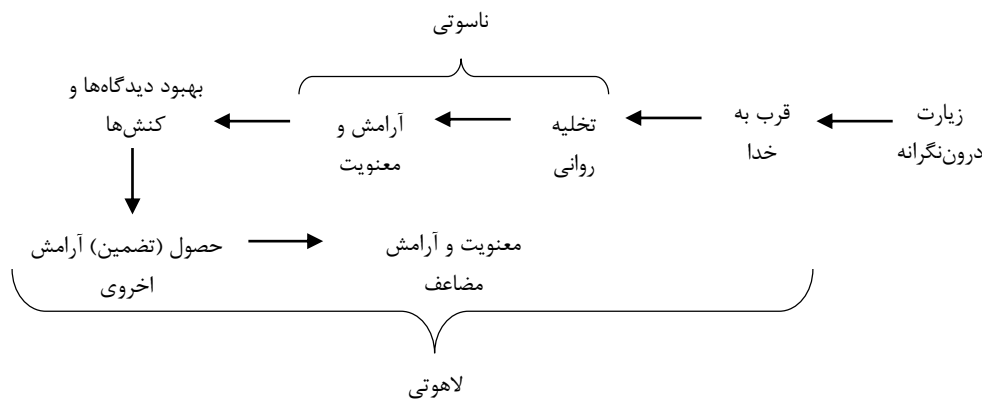 ناسوتی
زیارت
درون‌نگرانه
قرب به
خدا
تخلیه
روانی
آرامش و
معنویت
بهبود دیدگاه‌ها و
کنش‌ها
حصول (تضمین) آرامش
اخروی
معنویت و آرامش
مضاعف
لاهوتی